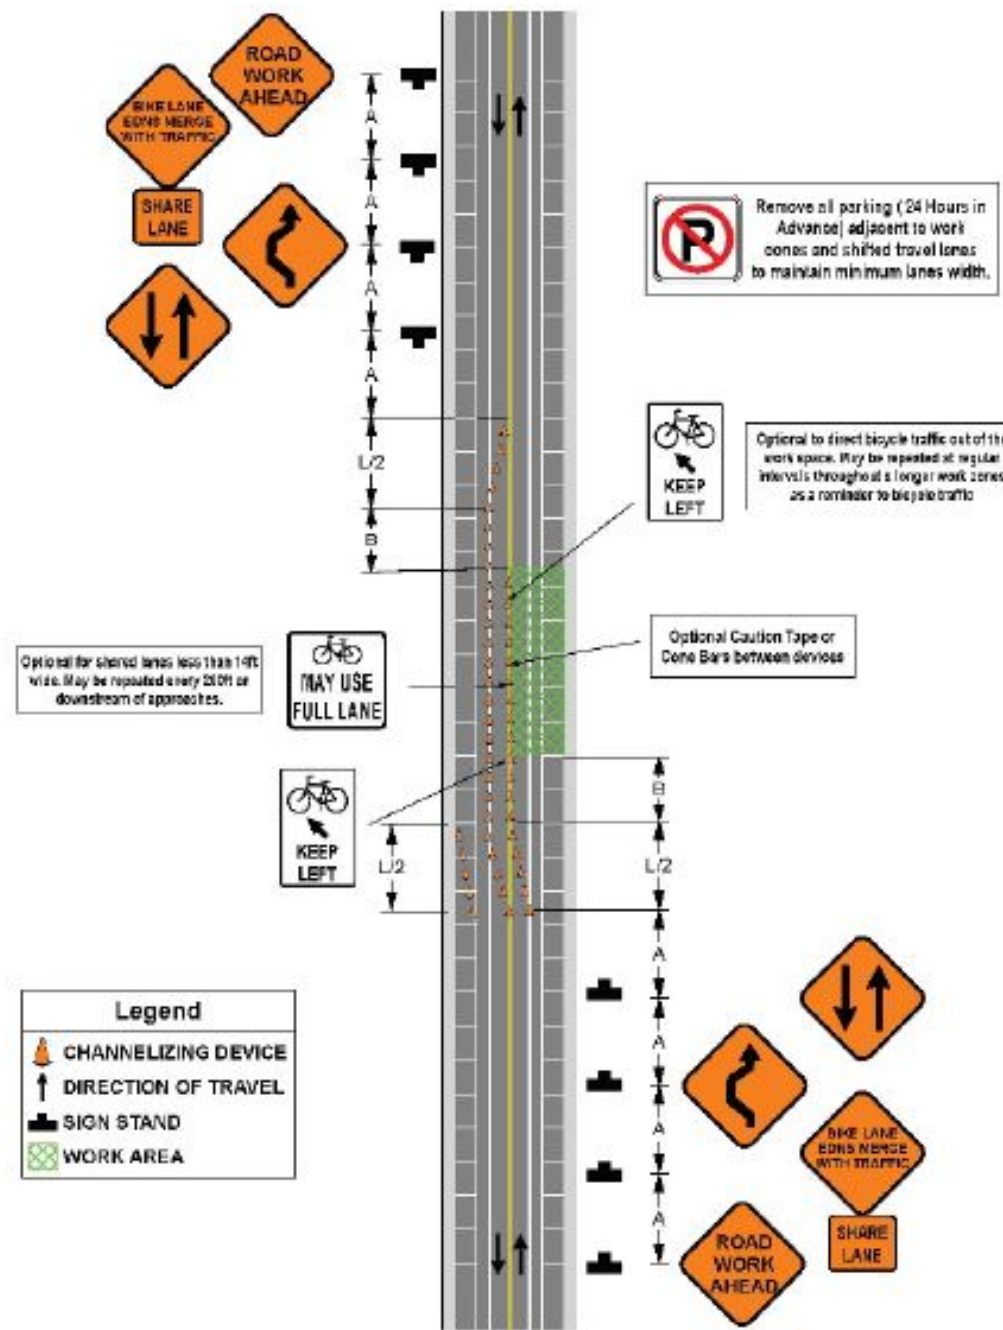 ROAD
WORK
AHEAD
BIKE LANE
EDNS MERGE
WITH TRAFFIC
SHARE
LANE
A
A
A
A
L/2
B
P
Remove all parking (24 Hours in
Advance) adjacent to work
zones and shifted travel lanes
to maintain minimum lanes width.
KEEP
LEFT
Optional to direct bicycle traffic out of the
work space. May be repeated at regular
intervals throughout a longer work zones
as a reminder to bicycle traffic
Optional for shared lanes less than 14ft
wide. May be repeated every 200ft or
downstream of approaches.
MAY USE
FULL LANE
Optional Caution Tape or
Cone Bars between devices
KEEP
LEFT
L/2
B
L/2
A
A
A
A
Legend
CHANNELIZING DEVICE
DIRECTION OF TRAVEL
SIGN STAND
WORK AREA
BIKE LANE
EDNS MERGE
WITH TRAFFIC
SHARE
LANE
ROAD
WORK
AHEAD